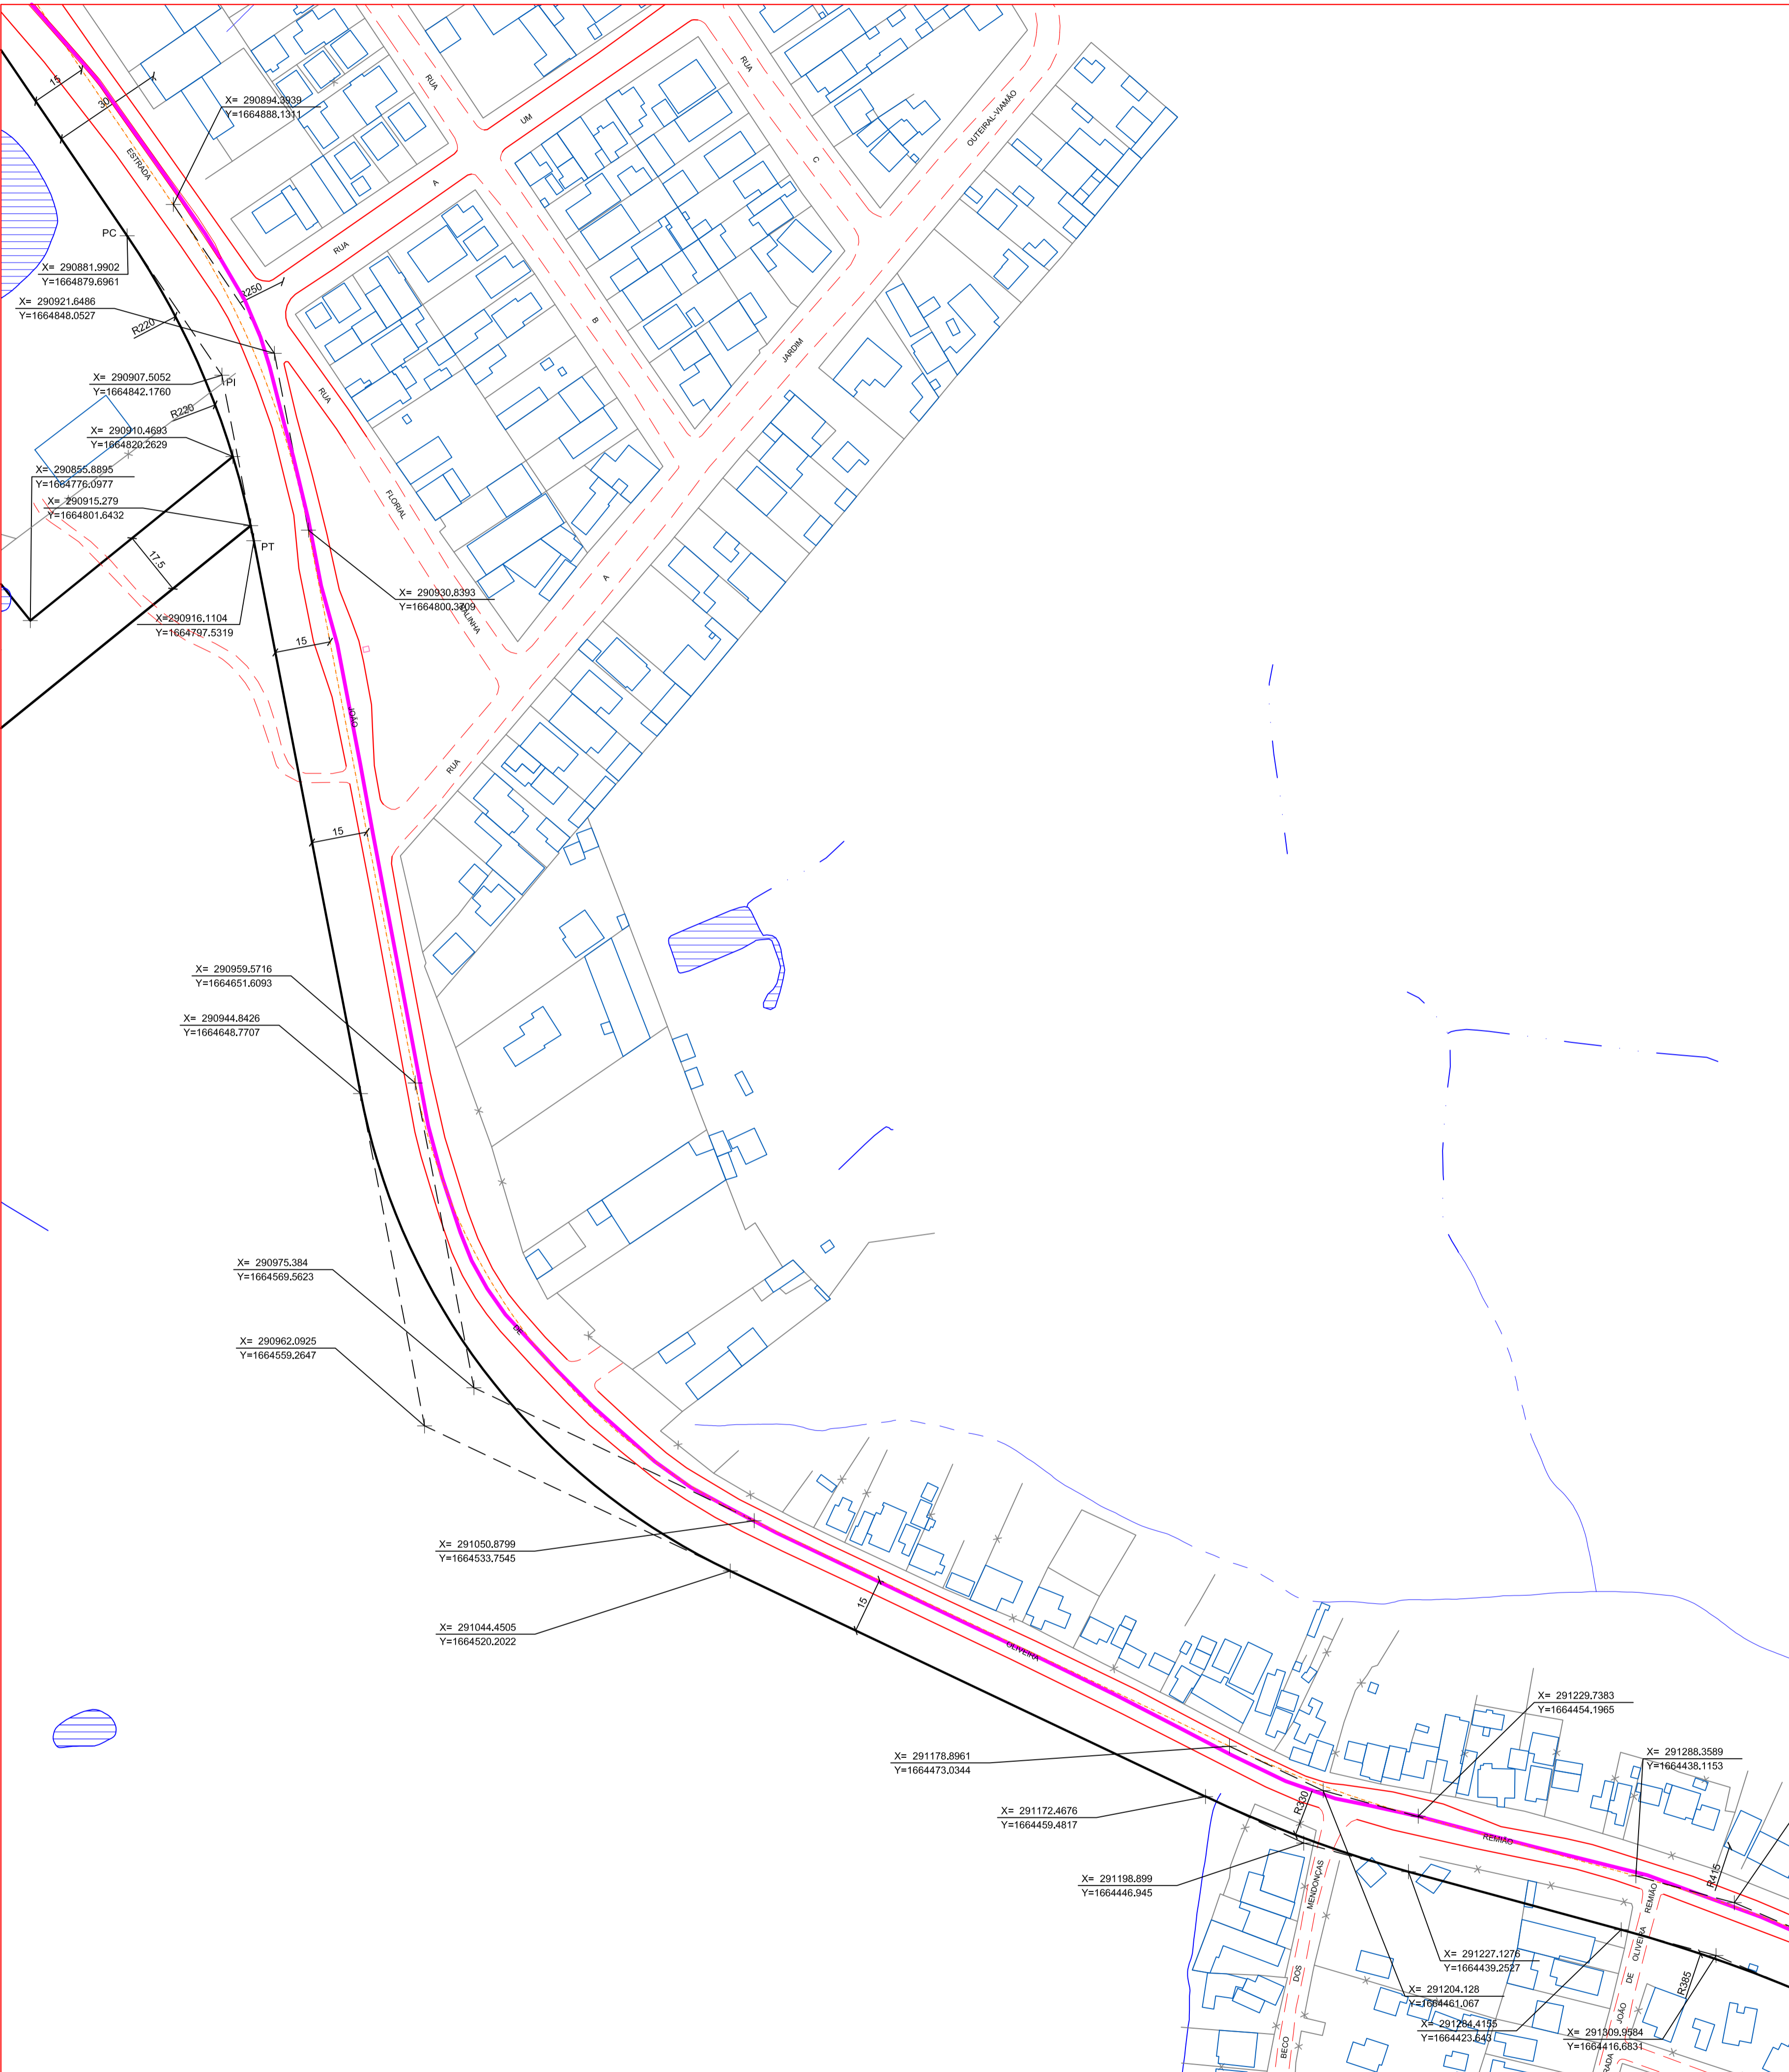 15
30
ESTRADA
X= 290894.3939
Y=1664888.1311
RUA
UM
RUA
C
OUTEIRAL-VIAMÃO
A
RUA
PC
X= 290881.9902
Y=1664879.6961
R250
X= 290921.6486
Y=1664848.0527
R220
B
JARDIM
X= 290907.5052
Y=1664842.1760
PI
RUA
R220
X= 290910.4693
Y=1664820.2629
X= 290855.8895
Y=1664776.0977
X= 290915.279
Y=1664801.6432
FLORIAL
PT
17.5
A
X= 290930.8393
Y=1664800.3709
X=290916.1104
Y=1664797.5319
15
JOÃO
RUA
15
X= 290959.5716
Y=1664651.6093
X= 290944.8426
Y=1664648.7707
X= 290975.384
Y=1664569.5623
DE
X= 290962.0925
Y=1664559.2647
X= 291050.8799
Y=1664533.7545
15
X= 291044.4505
Y=1664520.2022
OLIVEIRA
X= 291229.7383
Y=1664454.1965
X= 291178.8961
Y=1664473.0344
X= 291288.3589
Y=1664438.1153
R330
X= 291172.4676
Y=1664459.4817
REMIÃO
R415
X= 291198.899
Y=1664446.945
MENDONÇAS
REMIÃO
OLIVEIRA
X= 291227.1276
Y=1664439.2527
DOS
DE
R385
X= 291204.128
Y=1664461.067
JOÃO
X= 291284.4155
Y=1664423.643
X= 291309.9584
Y=1664416.6831
BECO
RADA